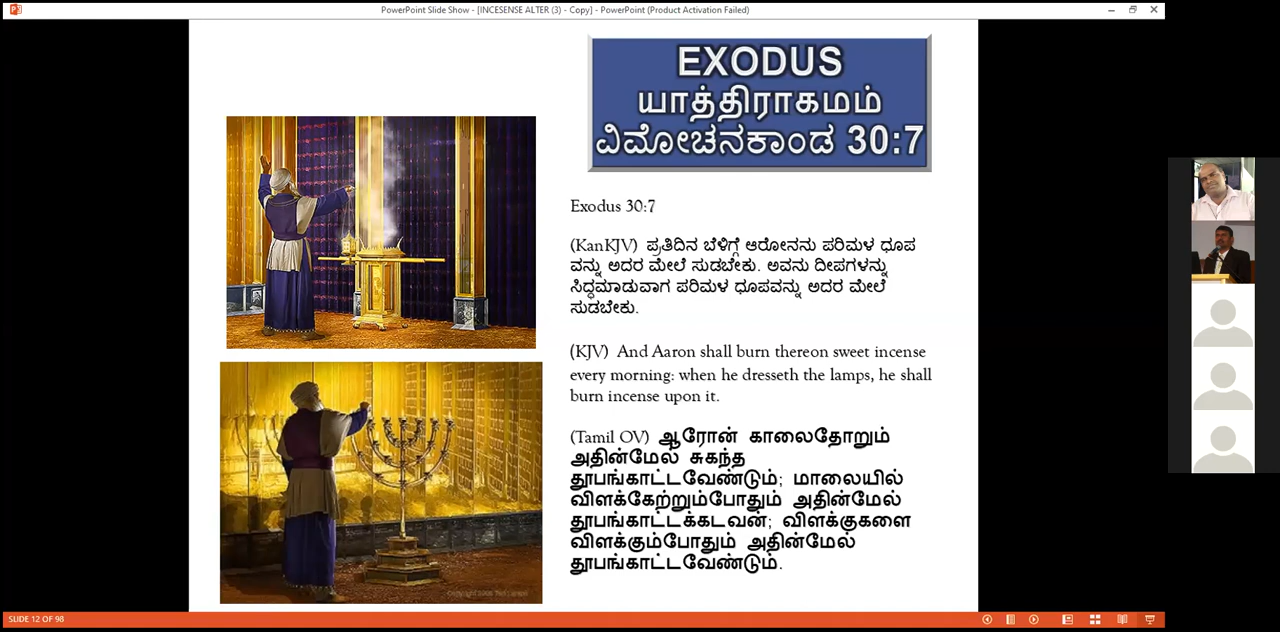 PowerPoint Slide Show - [INCESENSE ALTER (3) - Copy] - PowerPoint (Product Activation Failed)
EXODUS
யாத்திராகமம்
ವಿಮೋಚನಕಾಂಡ 30:7
Exodus 30:7
(KanKJV) ಪ್ರತಿದಿನ ಬೆಳಿಗ್ಗೆ ಆರೋನನು ಪರಿಮಳ ಧೂಪ
ವನ್ನು ಅದರ ಮೇಲೆ ಸುಡಬೇಕು. ಅವನು ದೀಪಗಳನ್ನು
ಸಿದ್ಧಮಾಡುವಾಗ ಪರಿಮಳ ಧೂಪವನ್ನು ಅದರ ಮೇಲೆ
ಸುಡಬೇಕು.
(KJV) And Aaron shall burn thereon sweet incense
every morning: when he dresseth the lamps, he shall
burn incense upon it.
(Tamil OV) ஆரோன் காலைதோறும்
அதின்மேல் சுகந்த
தூபங்காட்டவேண்டும்; மாலையில்
விளக்கேற்றும்போதும் அதின்மேல்
தூபங்காட்டக்கடவன்; விளக்குகளை
விளக்கும்போதும் அதின்மேல்
தூபங்காட்டவேண்டும்.
SLIDE 12 OF 98